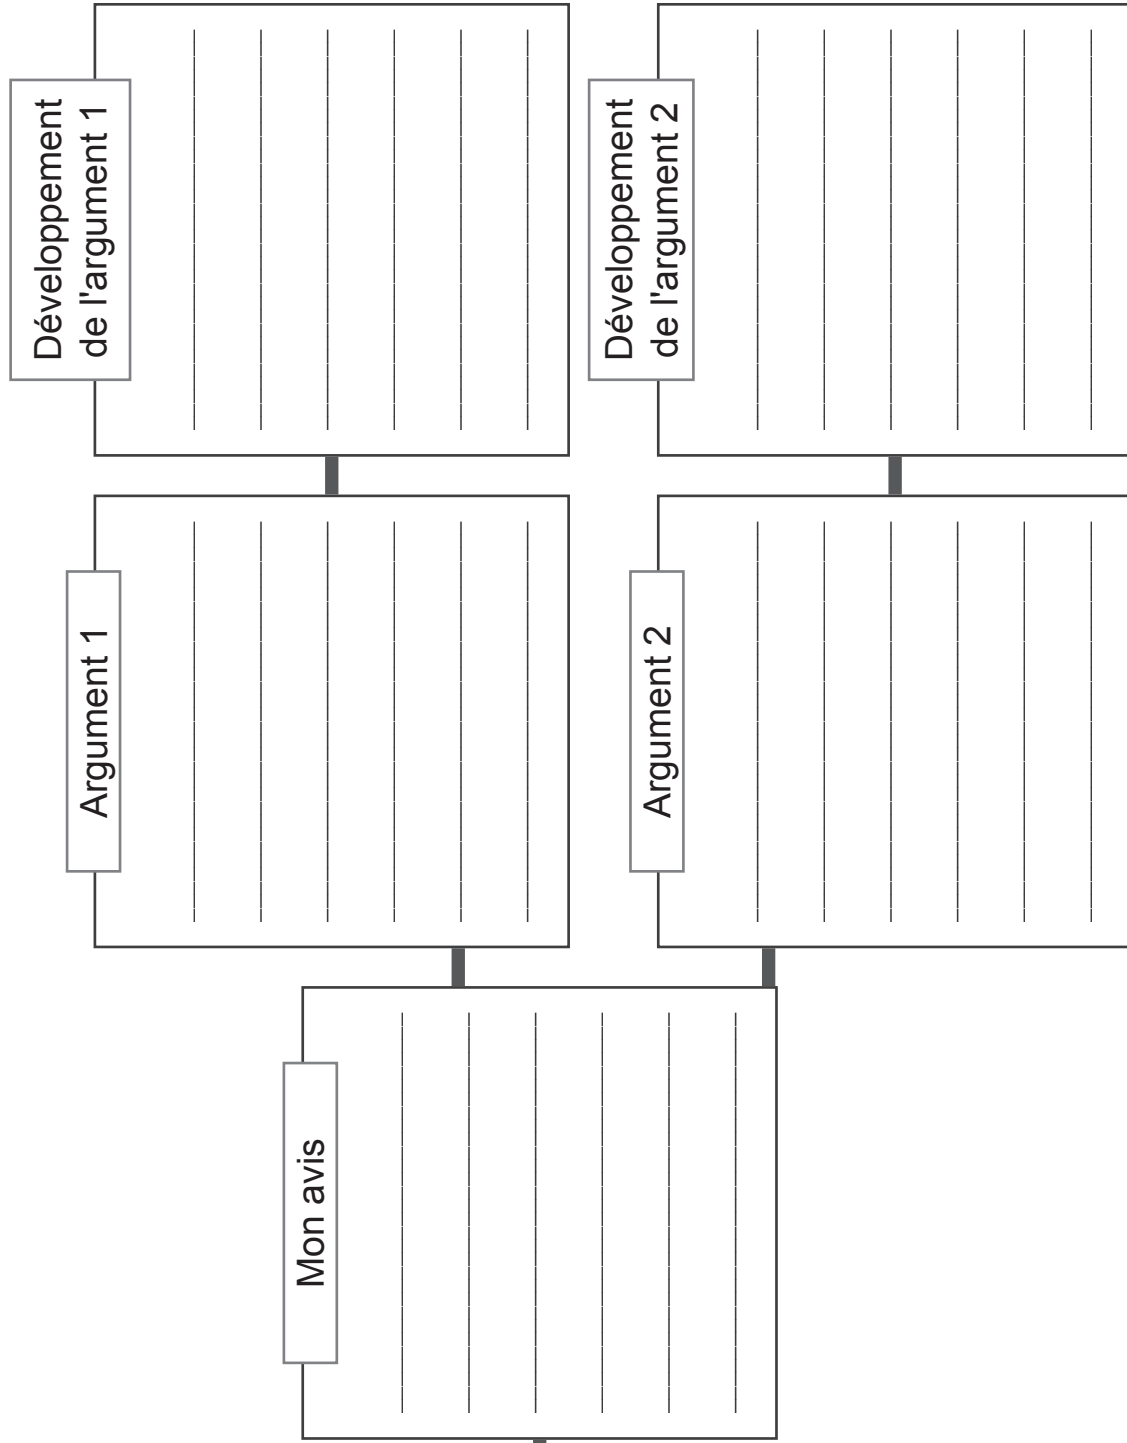 Mon avis
Argument 1
Développement
de l'argument 1
Argument 2
Développement
de l'argument 2